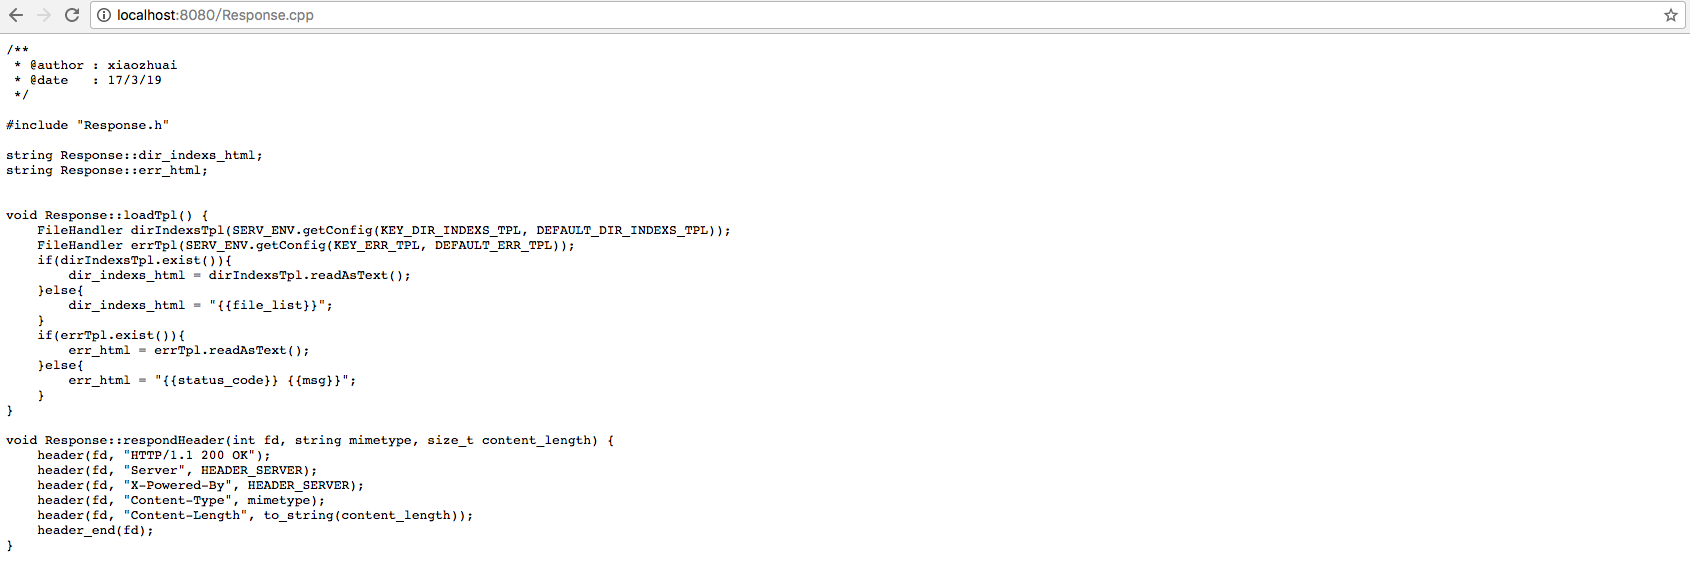 localhost:8080/Response.cpp
/**
 * @author : xiaozhuai
 * @date   : 17/3/19
 */

#include "Response.h"

string Response::dir_indexs_html;
string Response::err_html;


void Response::loadTpl() {
    FileHandler dirIndexsTpl(SERV_ENV.getConfig(KEY_DIR_INDEXS_TPL, DEFAULT_DIR_INDEXS_TPL));
    FileHandler errTpl(SERV_ENV.getConfig(KEY_ERR_TPL, DEFAULT_ERR_TPL));
    if(dirIndexsTpl.exist()){
        dir_indexs_html = dirIndexsTpl.readAsText();
    }else{
        dir_indexs_html = "{{file_list}}";
    }
    if(errTpl.exist()){
        err_html = errTpl.readAsText();
    }else{
        err_html = "{{status_code}} {{msg}}";
    }
}

void Response::respondHeader(int fd, string mimetype, size_t content_length) {
    header(fd, "HTTP/1.1 200 OK");
    header(fd, "Server", HEADER_SERVER);
    header(fd, "X-Powered-By", HEADER_SERVER);
    header(fd, "Content-Type", mimetype);
    header(fd, "Content-Length", to_string(content_length));
    header_end(fd);
}